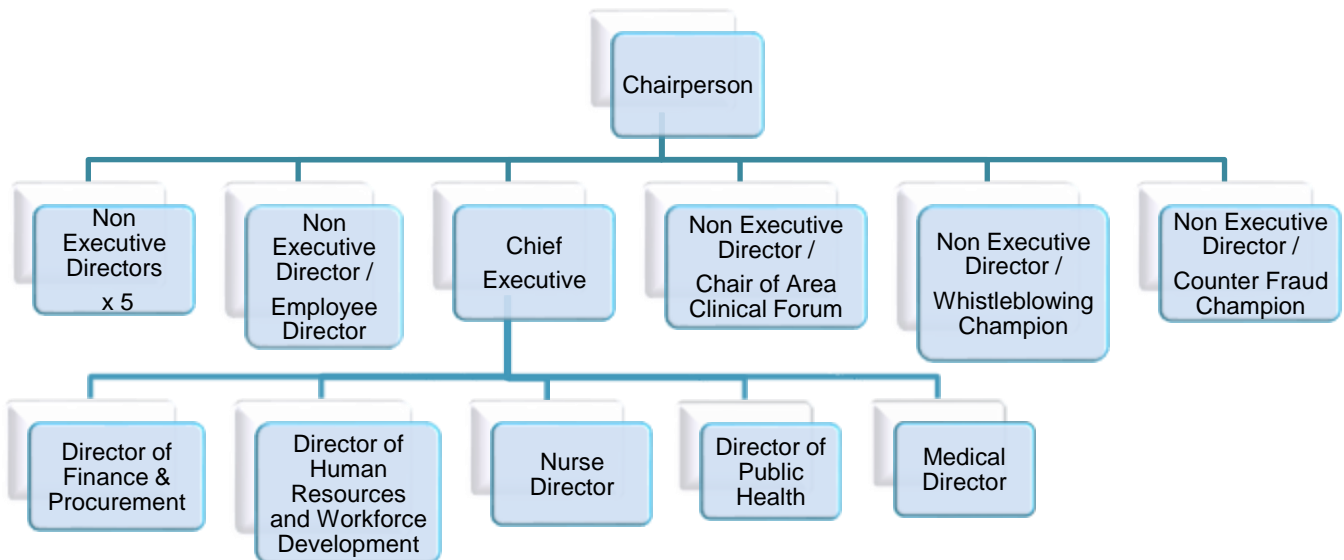 Chairperson
Non
Executive
Directors
x 5
Non
Executive
Director /
Employee
Director
Chief
Executive
Non Executive
Director /
Chair of Area
Clinical Forum
Non Executive
Director /
Whistleblowing
Champion
Non Executive
Director /
Counter Fraud
Champion
Director of
Finance &
Procurement
Director of
Human
Resources
and Workforce
Development
Nurse
Director
Director of
Public
Health
Medical
Director